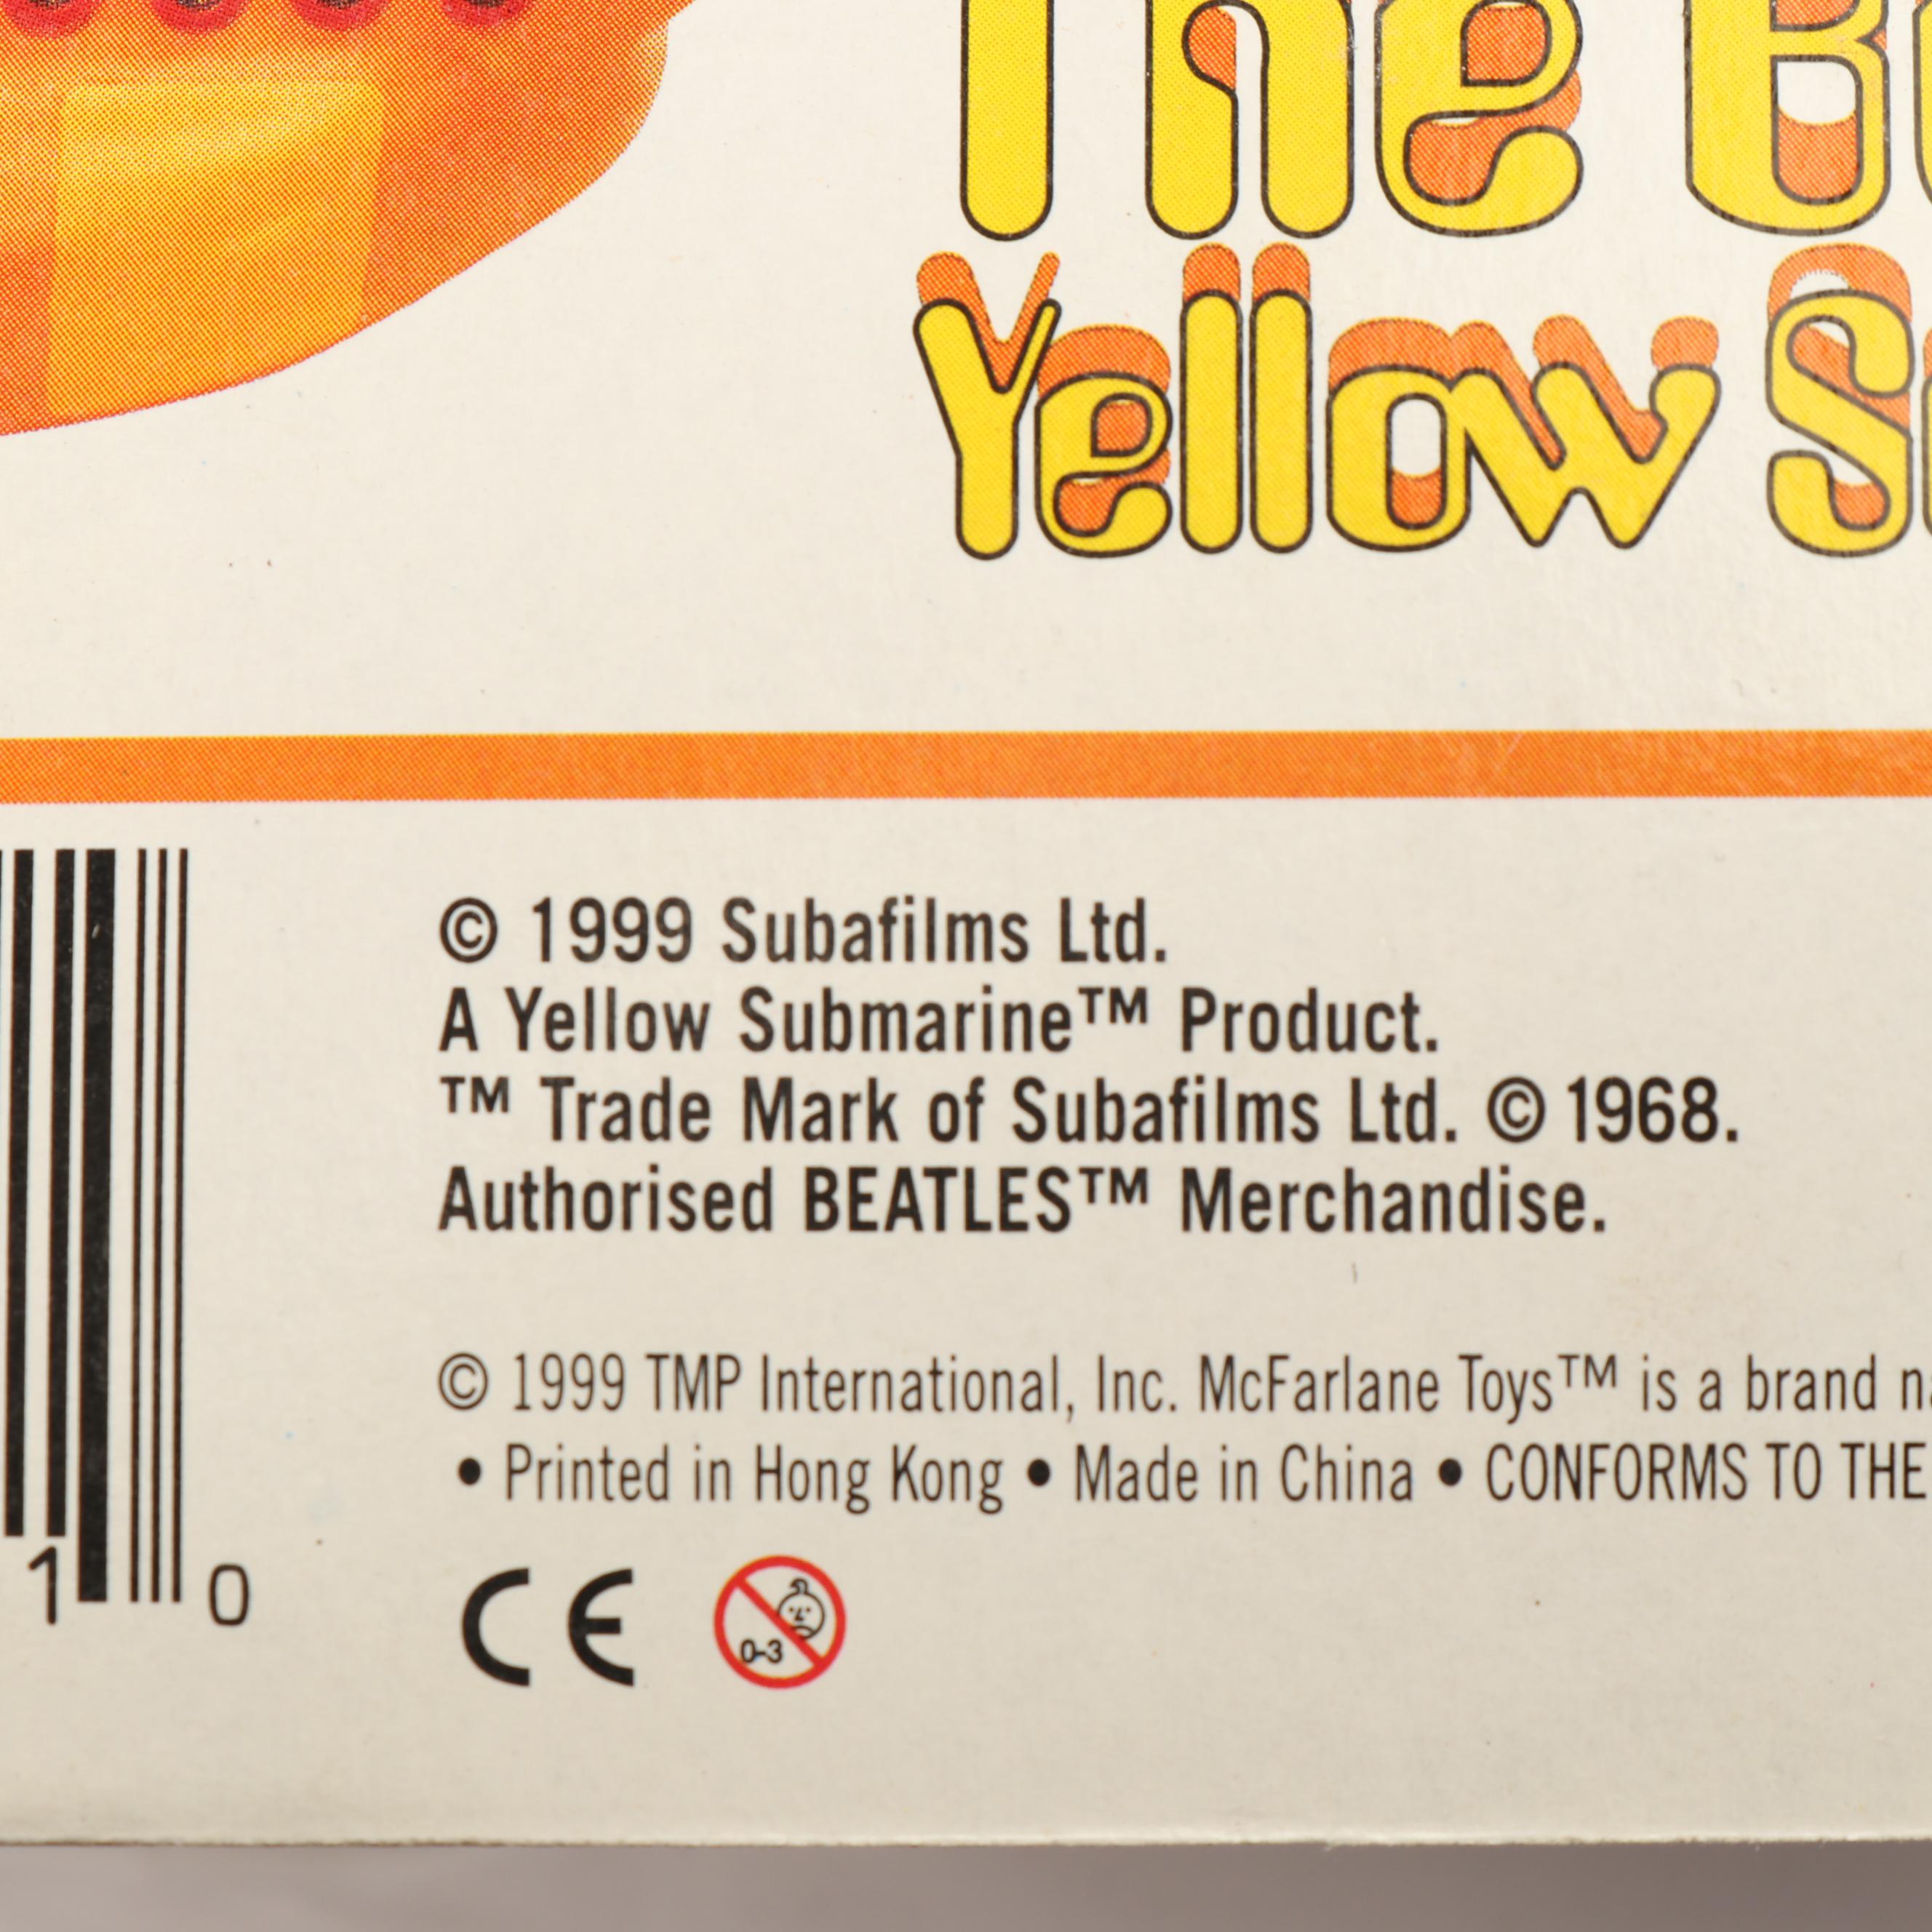 The Be
Yellow S
© 1999 Subafilms Ltd.
A Yellow Submarine™ Product.
™ Trade Mark of Subafilms Ltd. © 1968.
Authorised BEATLES™ Merchandise.
© 1999 TMP International, Inc. McFarlane Toys™ is a brand
• Printed in Hong Kong • Made in China • CONFORMS TO THE
1 0
CE 0-3